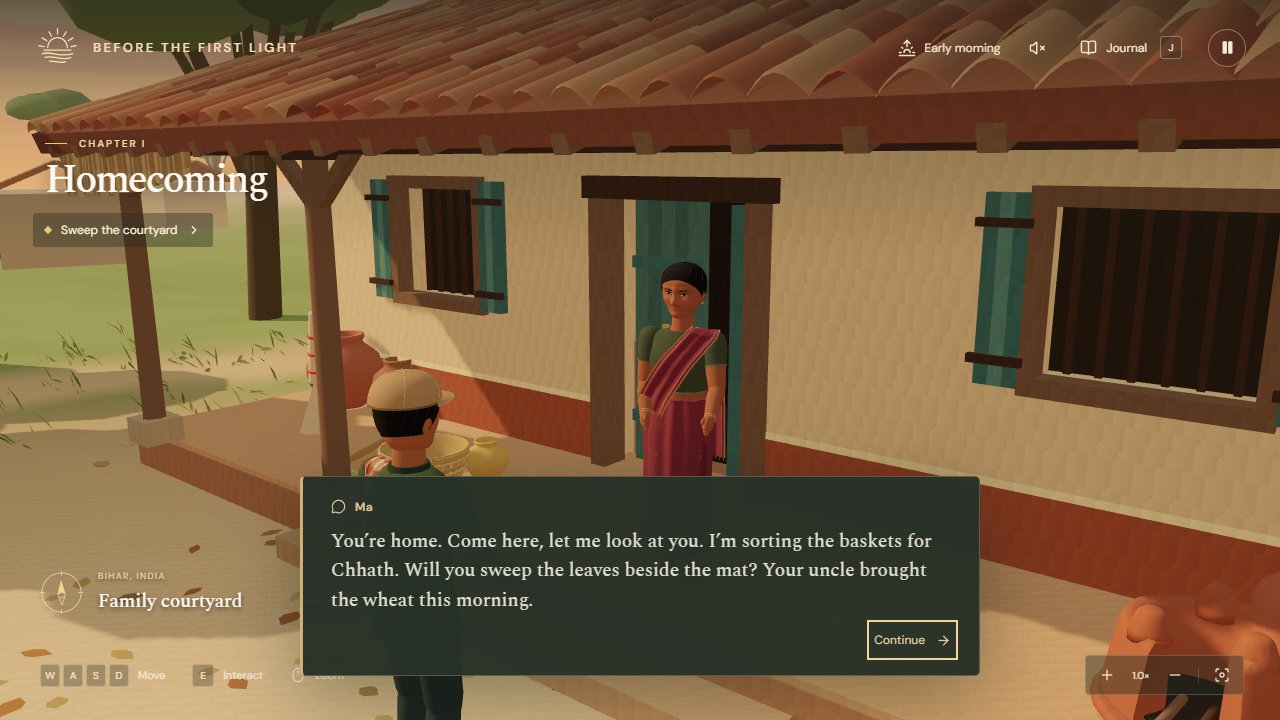 BEFORE THE FIRST LIGHT
Early morning
Journal
J
CHAPTER I
Homecoming
Sweep the courtyard
Ma
You’re home. Come here, let me look at you. I’m sorting the baskets for
Chhath. Will you sweep the leaves beside the mat? Your uncle brought
the wheat this morning.
Continue
BIHAR, INDIA
Family courtyard
W A S D Move
E Interact
Zoom
1.0×